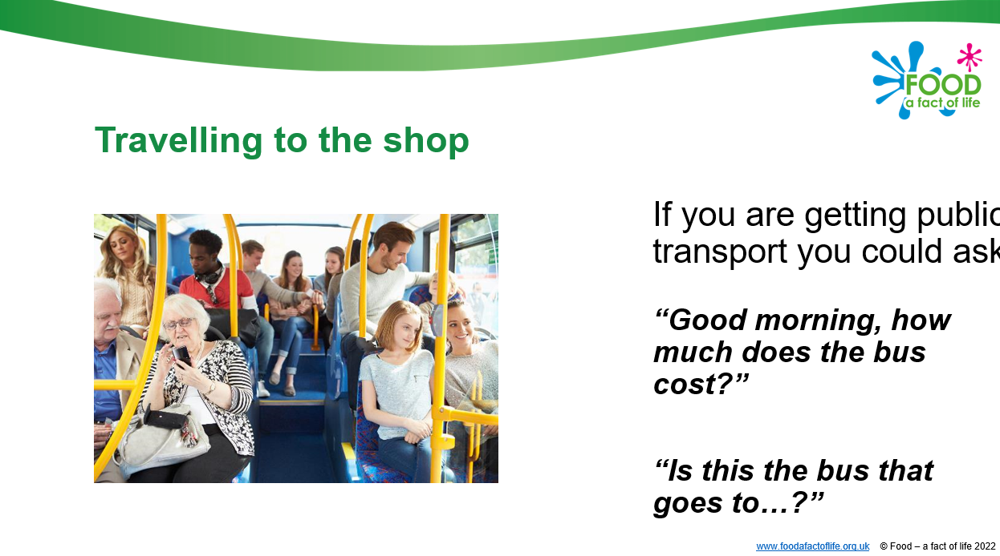 FOOD
a fact of life
Travelling to the shop
If you are getting public
transport you could ask
“Good morning, how
much does the bus
cost?”
“Is this the bus that
goes to…?”
www.foodafactoflife.org.uk © Food – a fact of life 2022